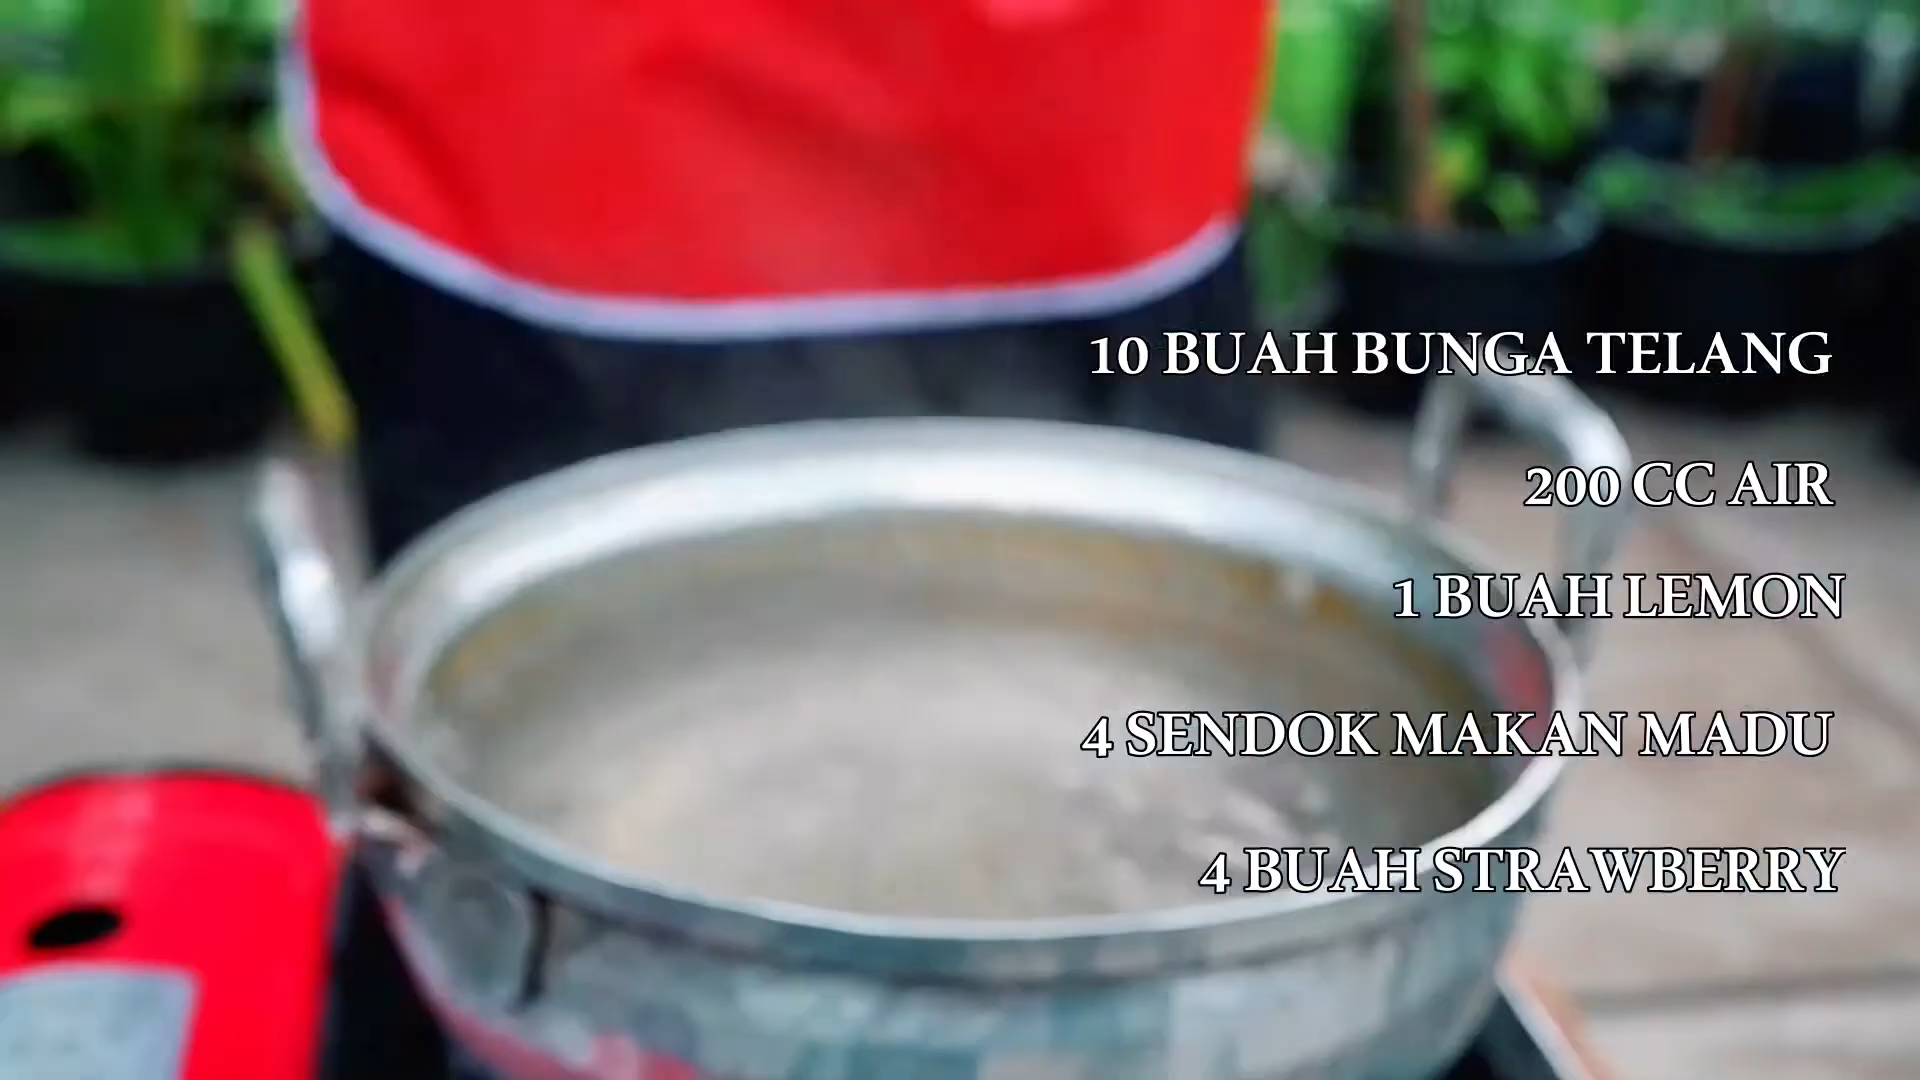 10 BUAH BUNGA TELANG
200 CC AIR
1 BUAH LEMON
4 SENDOK MAKAN MADU
4 BUAH STRAWBERRY